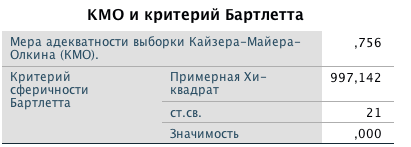 КМО и критерий Бартлетта
Мера адекватности выборки Кайзера-Майера-
Олкина (КМО).
,756
Критерий
сферичности
Бартлетта
Примерная Хи-
квадрат
997,142
ст.св.
21
Значимость
,000